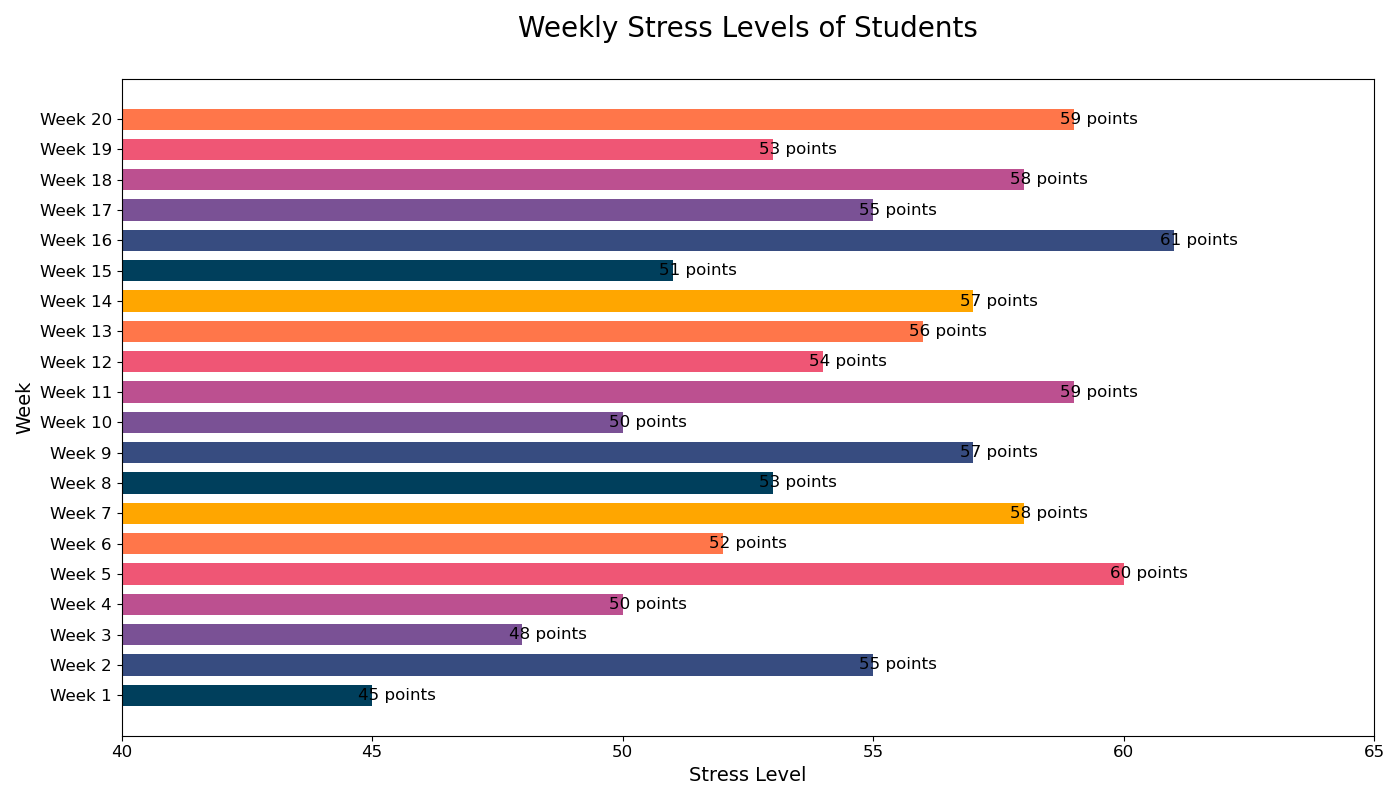 Weekly Stress Levels of Students
Week 20 59 points
Week 19 53 points
Week 18 58 points
Week 17 55 points
Week 16 61 points
Week 15 51 points
Week 14 57 points
Week 13 56 points
Week 12 54 points
Week 11 59 points
Week 10 50 points
Week 9 57 points
Week 8 53 points
Week 7 58 points
Week 6 52 points
Week 5 60 points
Week 4 50 points
Week 3 48 points
Week 2 55 points
Week 1 45 points
Week
40 45 50 55 60 65
Stress Level